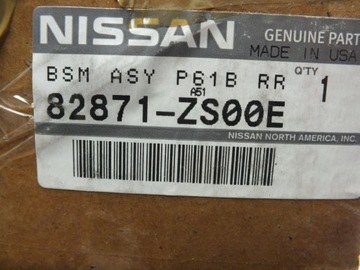 NISSAN
GENUINE PART
MADE IN USA
BSM ASY P61B RR
Q'TY
1
A51
82871-ZS00E
NISSAN NORTH AMERICA, INC.